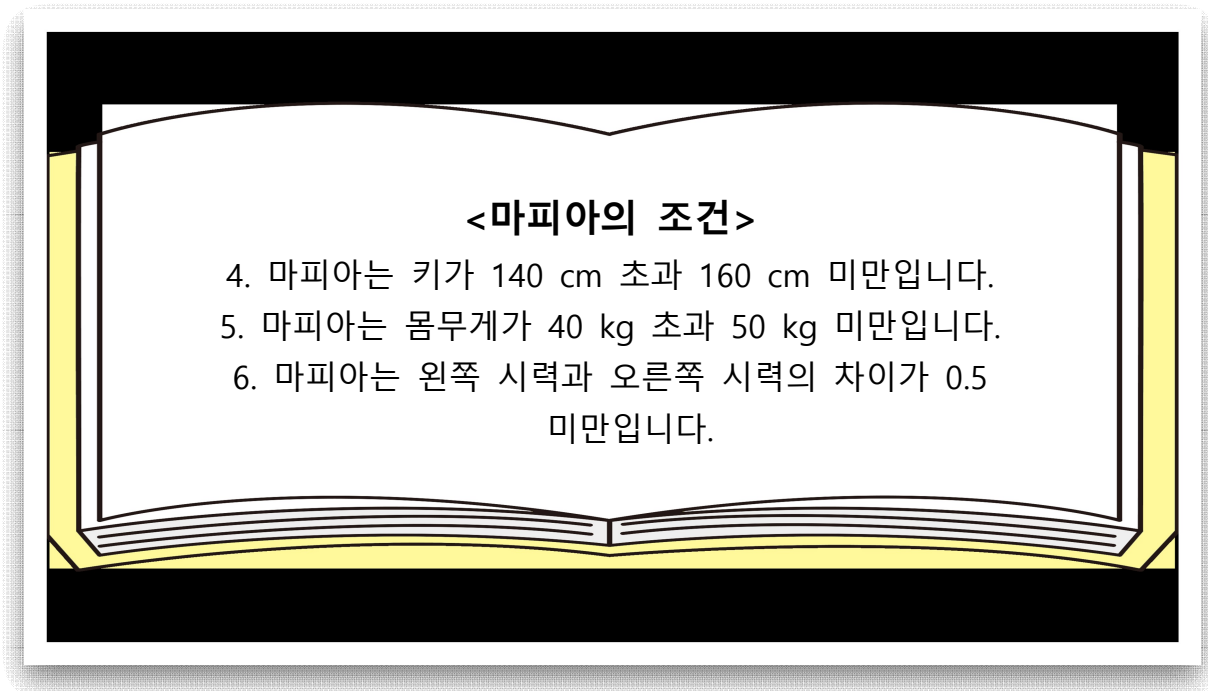 <마피아의 조건>
4. 마피아는 키가 140 cm 초과 160 cm 미만입니다.
5. 마피아는 몸무게가 40 kg 초과 50 kg 미만입니다.
6. 마피아는 왼쪽 시력과 오른쪽 시력의 차이가 0.5
미만입니다.